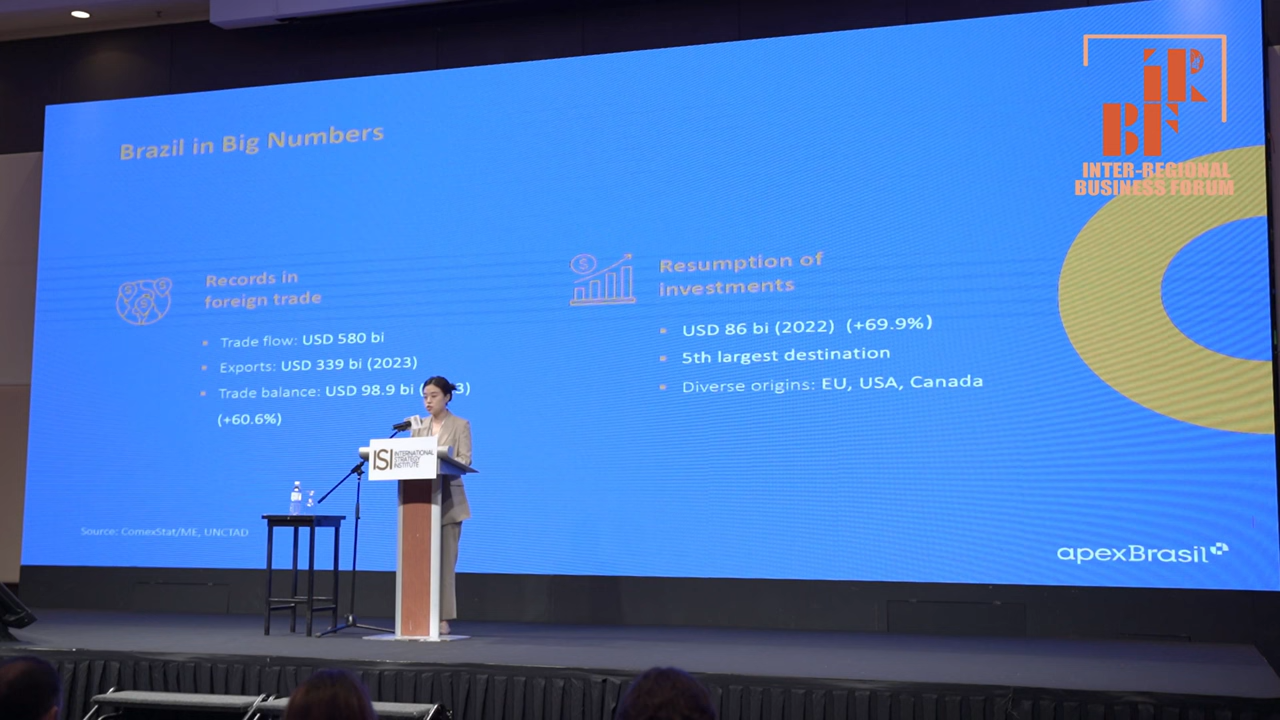 Brazil in Big Numbers
IR
BF
INTER-REGIONAL
BUSINESS FORUM
Records in
foreign trade
Trade flow: USD 580 bi
Exports: USD 339 bi (2023)
Trade balance: USD 98.9 bi
(+60.6%)
Resumption of
investments
USD 86 bi (2022) (+69.9%)
5th largest destination
Diverse origins: EU, USA, Canada
ISI INTERNATIONAL
STRATEGY
INSTITUTE
Source: ComexStat/ME, UNCTAD
apexBrasil